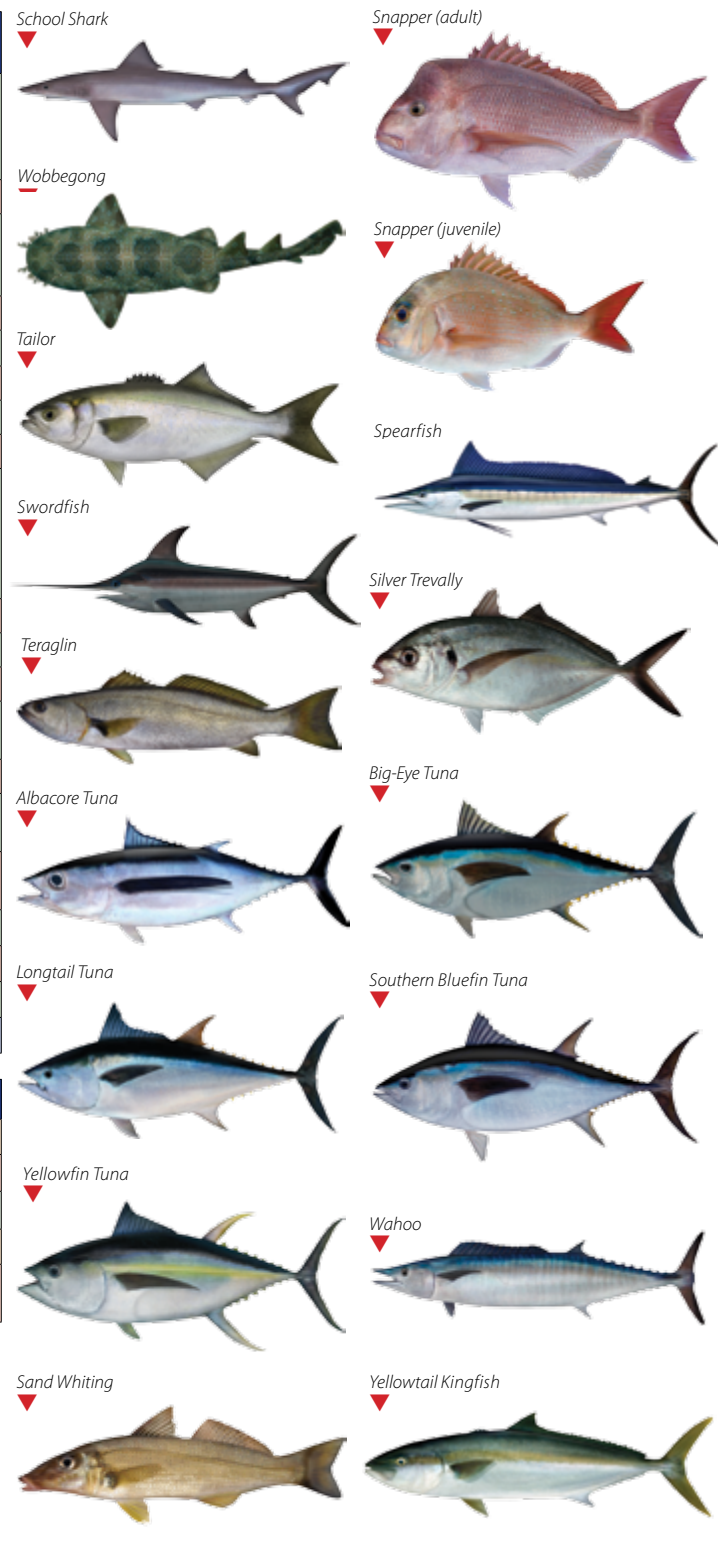 School Shark
Wobbegong
Tailor
Swordfish
Teraglin
Albacore Tuna
Longtail Tuna
Yellowfin Tuna
Sand Whiting
Snapper (adult)
Snapper (juvenile)
Spearfish
Silver Trevally
Big-Eye Tuna
Southern Bluefin Tuna
Wahoo
Yellowtail Kingfish